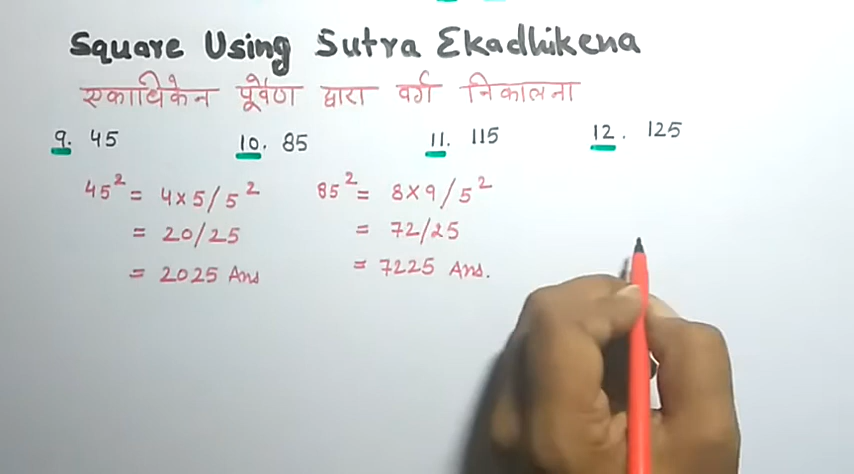 Square Using Sutra Ekadhikena
एकाधिकेन पूर्वेण द्वारा वर्ग निकालना
9. 45 10. 85 11. 115 12. 125
45² = 4×5/5² 85² = 8×9/5²
= 20/25 = 72/25
= 2025 Ans = 7225 Ans.